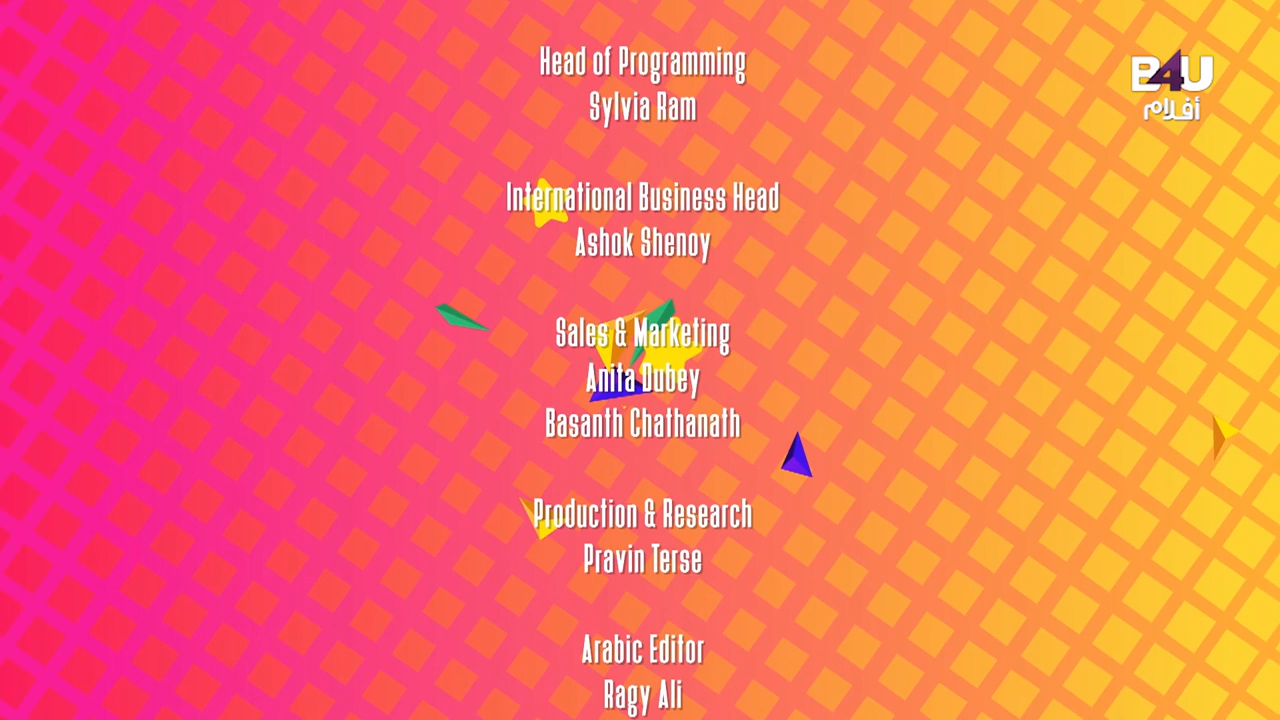 Head of Programming
Sylvia Ram
B4U
أفلام
International Business Head
Ashok Shenoy
Sales & Marketing
Anita Dubey
Basanth Chathanath
Production & Research
Pravin Terse
Arabic Editor
Ragy Ali